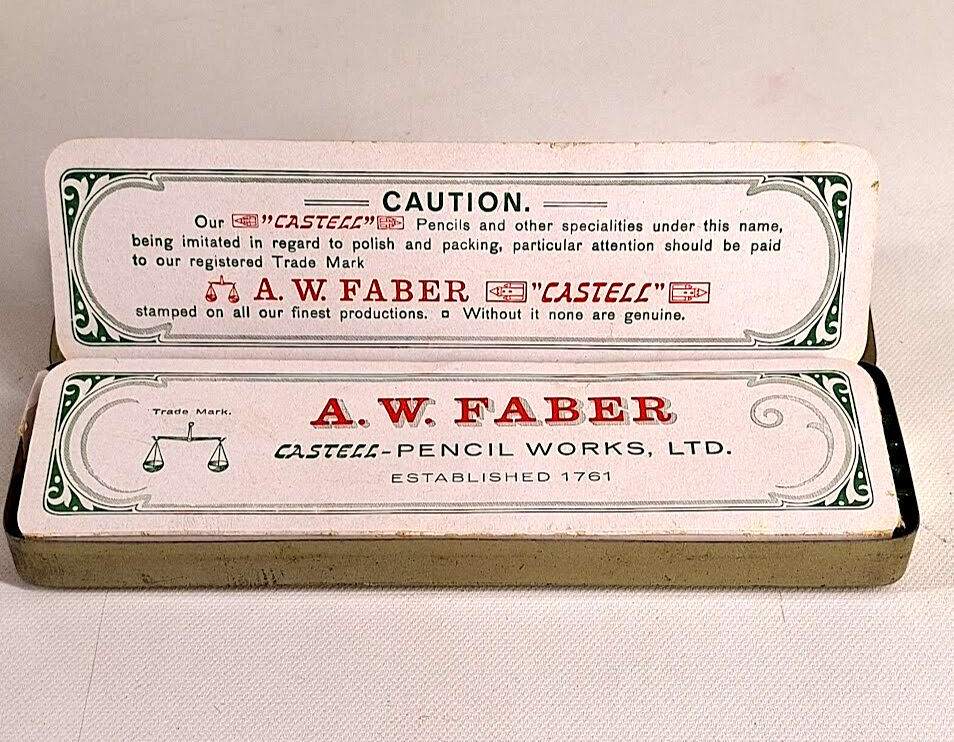 CAUTION.
Our "CASTELL" Pencils and other specialities under this name,
being imitated in regard to polish and packing, particular attention should be paid
to our registered Trade Mark
A. W. FABER "CASTELL"
stamped on all our finest productions. ¤ Without it none are genuine.
Trade Mark.
A. W. FABER
CASTELL-PENCIL WORKS, LTD.
ESTABLISHED 1761